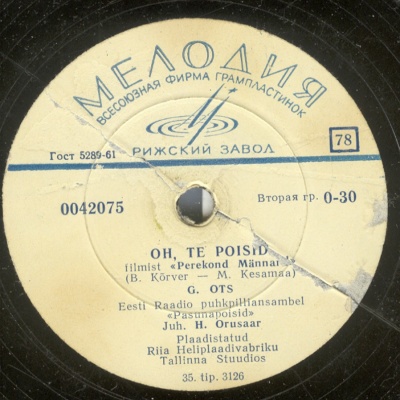 МЕЛОДИЯ
ВСЕСОЮЗНАЯ ФИРМА ГРАМПЛАСТИНОК
РИЖСКИЙ ЗАВОД
78
Гост 5289-61
0042075
Вторая гр. 0-30
OH, TE POISID
filmist «Perekond Männa»
(B. Kõrver — M. Kesamaa)
G. OTS
Eesti Raadio puhkpilliansambel
«Pasunapoisid»
Juh. H. Orusaar
Plaadistatud
Riia Heliplaadivabriku
Tallinna Stuudios
35. tip. 3126